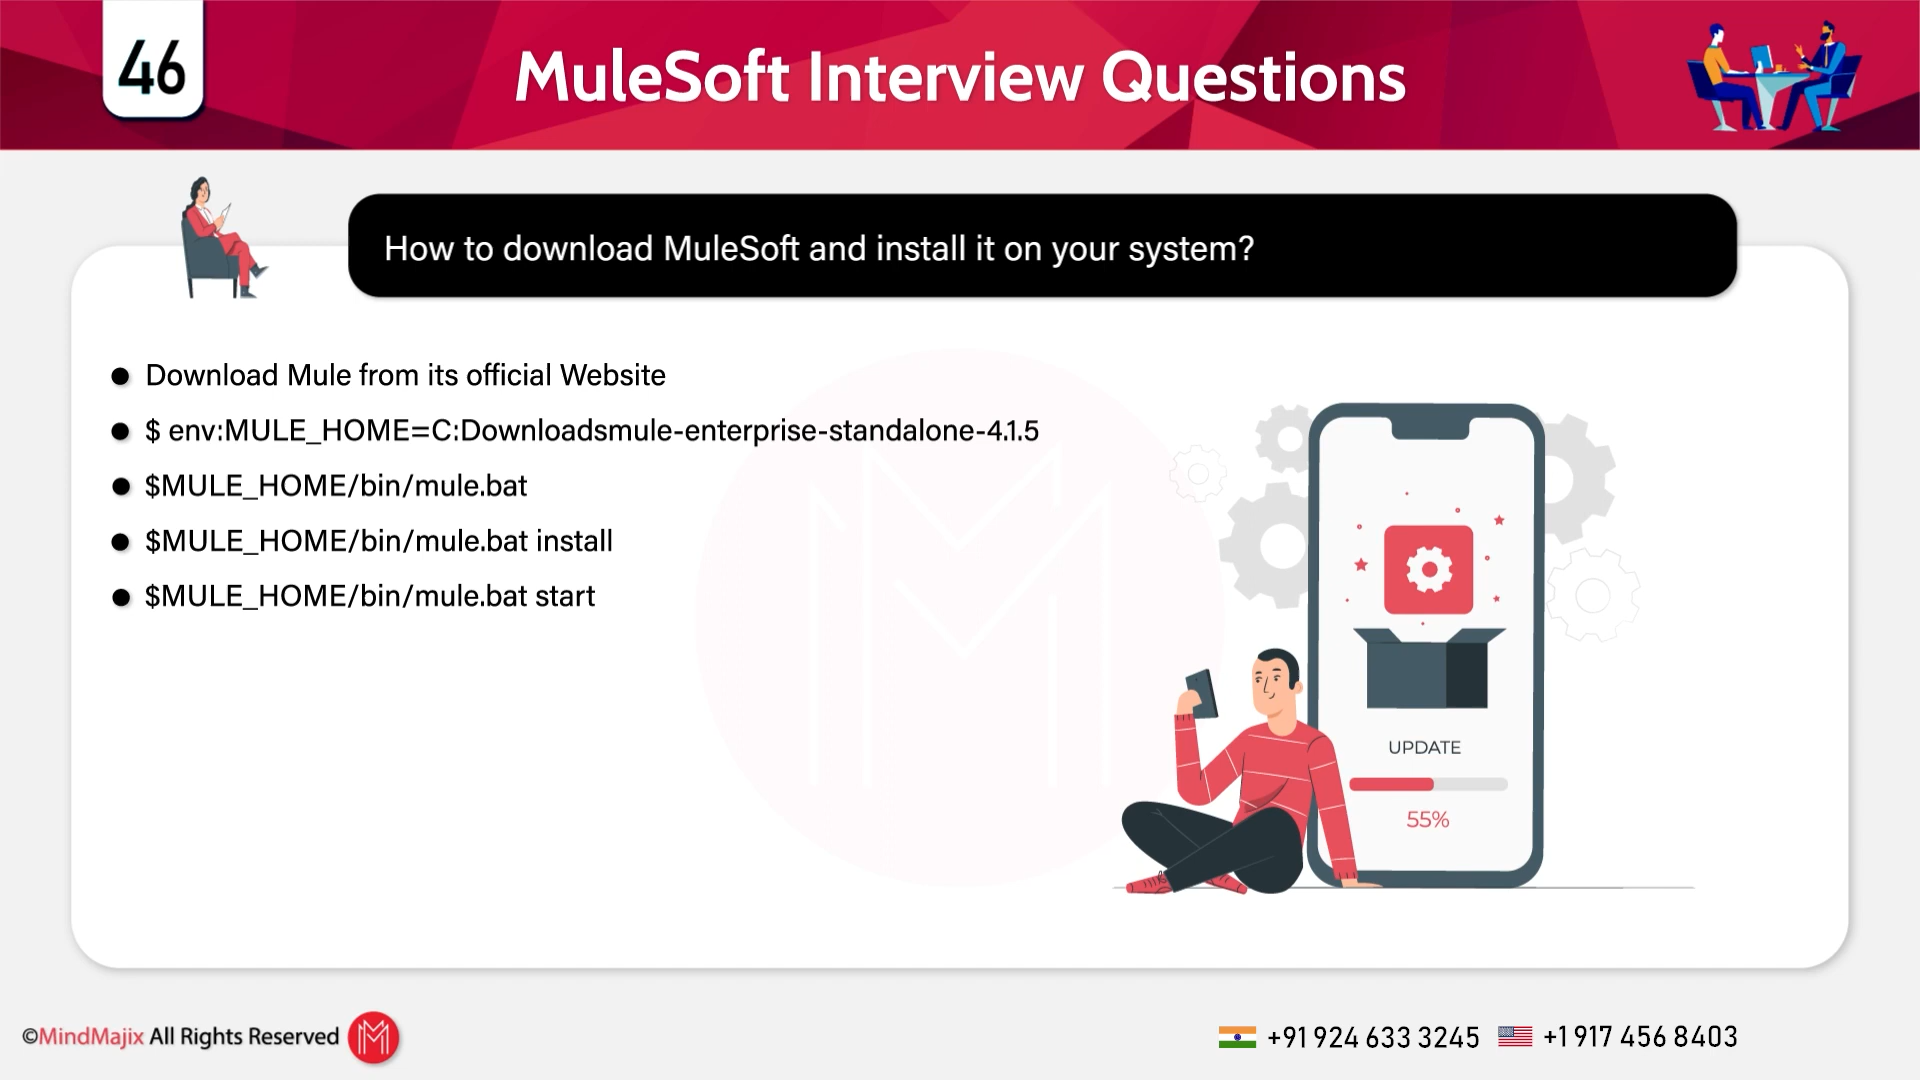 46
MuleSoft Interview Questions
How to download MuleSoft and install it on your system?
● Download Mule from its official Website
● $ env:MULE_HOME=C:Downloadsmule-enterprise-standalone-4.1.5
● $MULE_HOME/bin/mule.bat
● $MULE_HOME/bin/mule.bat install
● $MULE_HOME/bin/mule.bat start
UPDATE
55%
©MindMajix All Rights Reserved
+91 924 633 3245
+1 917 456 8403